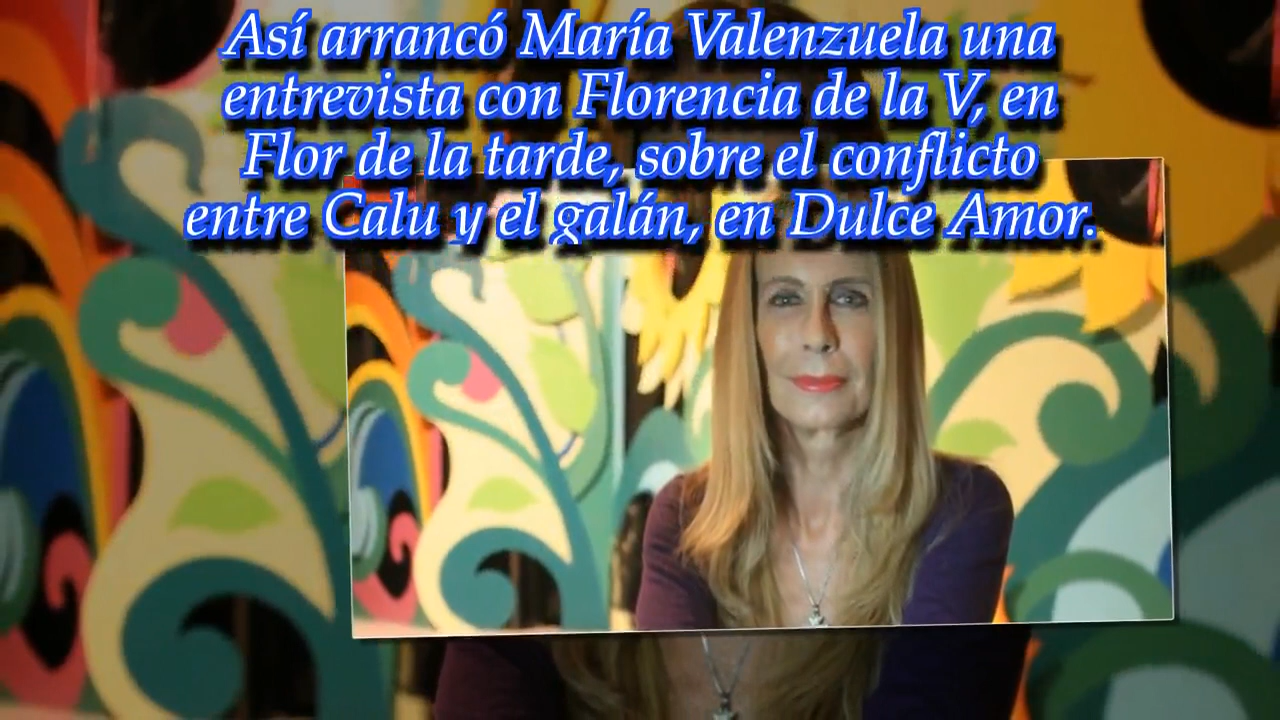 Así arrancó María Valenzuela una
entrevista con Florencia de la V, en
Flor de la tarde, sobre el conflicto
entre Calu y el galán, en Dulce Amor.